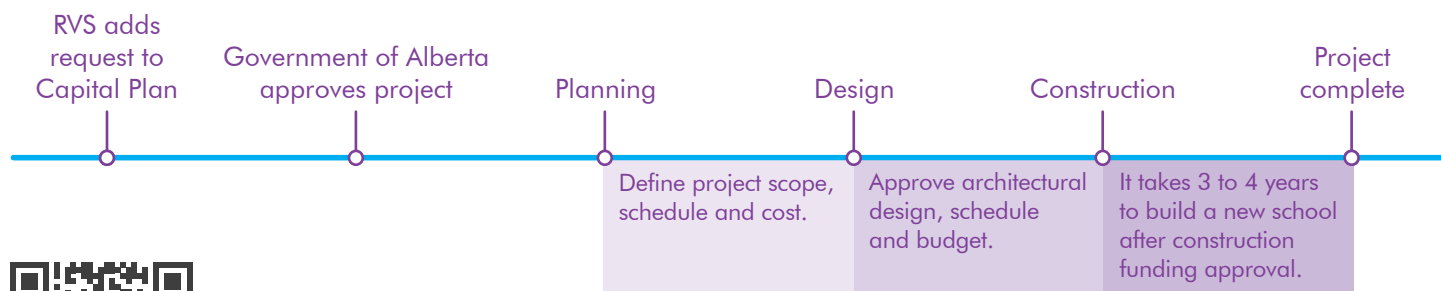 RVS adds
request to
Capital Plan
Government of Alberta
approves project
Planning
Design
Construction
Project
complete
Define project scope,
schedule and cost.
Approve architectural
design, schedule
and budget.
It takes 3 to 4 years
to build a new school
after construction
funding approval.